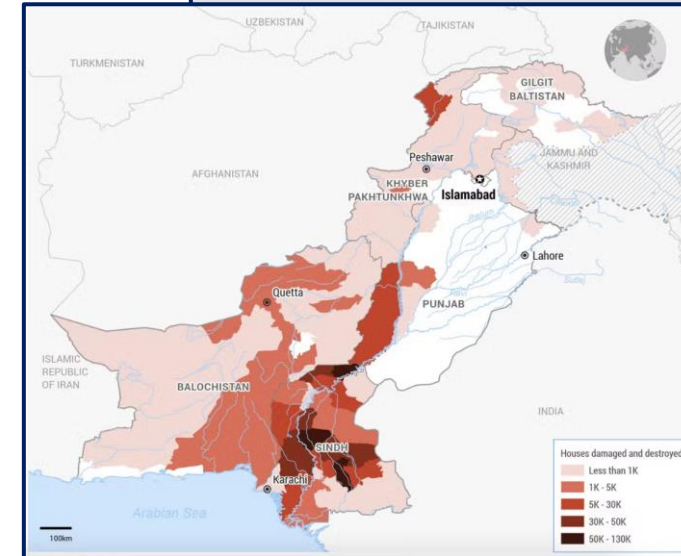 UZBEKISTAN
TAJIKISTAN
TURKMENISTAN
GILGIT
BALTISTAN
JAMMU AND
KASHMIR
Peshawar
AFGHANISTAN
KHYBER
PAKHTUNKHWA
Islamabad
Lahore
Quetta
PUNJAB
ISLAMIC
REPUBLIC
OF IRAN
BALOCHISTAN
INDIA
SINDH
Karachi
Arabian Sea
100km
Houses damaged and destroyed
Less than 1K
1K - 5K
5K - 30K
30K - 50K
50K - 130K